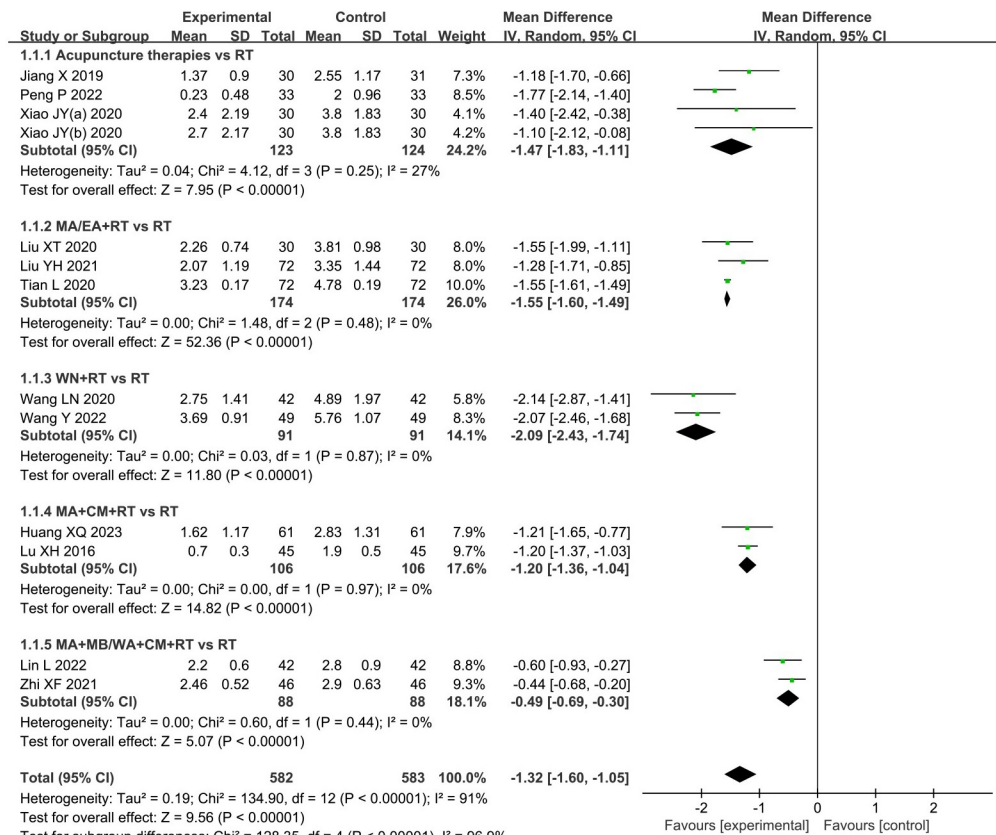 Experimental Control Mean Difference Mean Difference
Study or Subgroup Mean SD Total Mean SD Total Weight IV, Random, 95% CI IV, Random, 95% CI
1.1.1 Acupuncture therapies vs RT
Jiang X 2019 1.37 0.9 30 2.55 1.17 31 7.3% -1.18 [-1.70, -0.66]
Peng P 2022 0.23 0.48 33 2 0.96 33 8.5% -1.77 [-2.14, -1.40]
Xiao JY(a) 2020 2.4 2.19 30 3.8 1.83 30 4.1% -1.40 [-2.42, -0.38]
Xiao JY(b) 2020 2.7 2.17 30 3.8 1.83 30 4.2% -1.10 [-2.12, -0.08]
Subtotal (95% CI) 123 124 24.2% -1.47 [-1.83, -1.11]
Heterogeneity: Tau² = 0.04; Chi² = 4.12, df = 3 (P = 0.25); I² = 27%
Test for overall effect: Z = 7.95 (P < 0.00001)
1.1.2 MA/EA+RT vs RT
Liu XT 2020 2.26 0.74 30 3.81 0.98 30 8.0% -1.55 [-1.99, -1.11]
Liu YH 2021 2.07 1.19 72 3.35 1.44 72 8.0% -1.28 [-1.71, -0.85]
Tian L 2020 3.23 0.17 72 4.78 0.19 72 10.0% -1.55 [-1.61, -1.49]
Subtotal (95% CI) 174 174 26.0% -1.55 [-1.60, -1.49]
Heterogeneity: Tau² = 0.00; Chi² = 1.48, df = 2 (P = 0.48); I² = 0%
Test for overall effect: Z = 52.36 (P < 0.00001)
1.1.3 WN+RT vs RT
Wang LN 2020 2.75 1.41 42 4.89 1.97 42 5.8% -2.14 [-2.87, -1.41]
Wang Y 2022 3.69 0.91 49 5.76 1.07 49 8.3% -2.07 [-2.46, -1.68]
Subtotal (95% CI) 91 91 14.1% -2.09 [-2.43, -1.74]
Heterogeneity: Tau² = 0.00; Chi² = 0.03, df = 1 (P = 0.87); I² = 0%
Test for overall effect: Z = 11.80 (P < 0.00001)
1.1.4 MA+CM+RT vs RT
Huang XQ 2023 1.62 1.17 61 2.83 1.31 61 7.9% -1.21 [-1.65, -0.77]
Lu XH 2016 0.7 0.3 45 1.9 0.5 45 9.7% -1.20 [-1.37, -1.03]
Subtotal (95% CI) 106 106 17.6% -1.20 [-1.36, -1.04]
Heterogeneity: Tau² = 0.00; Chi² = 0.00, df = 1 (P = 0.97); I² = 0%
Test for overall effect: Z = 14.82 (P < 0.00001)
1.1.5 MA+MB/WA+CM+RT vs RT
Lin L 2022 2.2 0.6 42 2.8 0.9 42 8.8% -0.60 [-0.93, -0.27]
Zhi XF 2021 2.46 0.52 46 2.9 0.63 46 9.3% -0.44 [-0.68, -0.20]
Subtotal (95% CI) 88 88 18.1% -0.49 [-0.69, -0.30]
Heterogeneity: Tau² = 0.00; Chi² = 0.60, df = 1 (P = 0.44); I² = 0%
Test for overall effect: Z = 5.07 (P < 0.00001)
Total (95% CI) 582 583 100.0% -1.32 [-1.60, -1.05]
Heterogeneity: Tau² = 0.19; Chi² = 134.90, df = 12 (P < 0.00001); I² = 91%
Test for overall effect: Z = 9.56 (P < 0.00001)
Test for subgroup differences: Chi² = 128.35, df = 4 (P < 0.00001), I² = 96.9%
-2 -1 0 1 2
Favours [experimental] Favours [control]